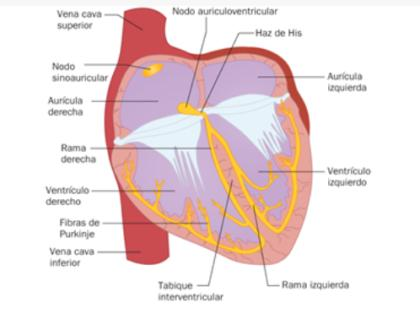 Nodo auriculoventricular
Vena cava
superior
Haz de His
Nodo
sinoauricular
Aurícula
izquierda
Aurícula
derecha
Rama
derecha
Ventrículo
izquierdo
Ventrículo
derecho
Fibras de
Purkinje
Vena cava
inferior
Tabique
interventricular
Rama izquierda